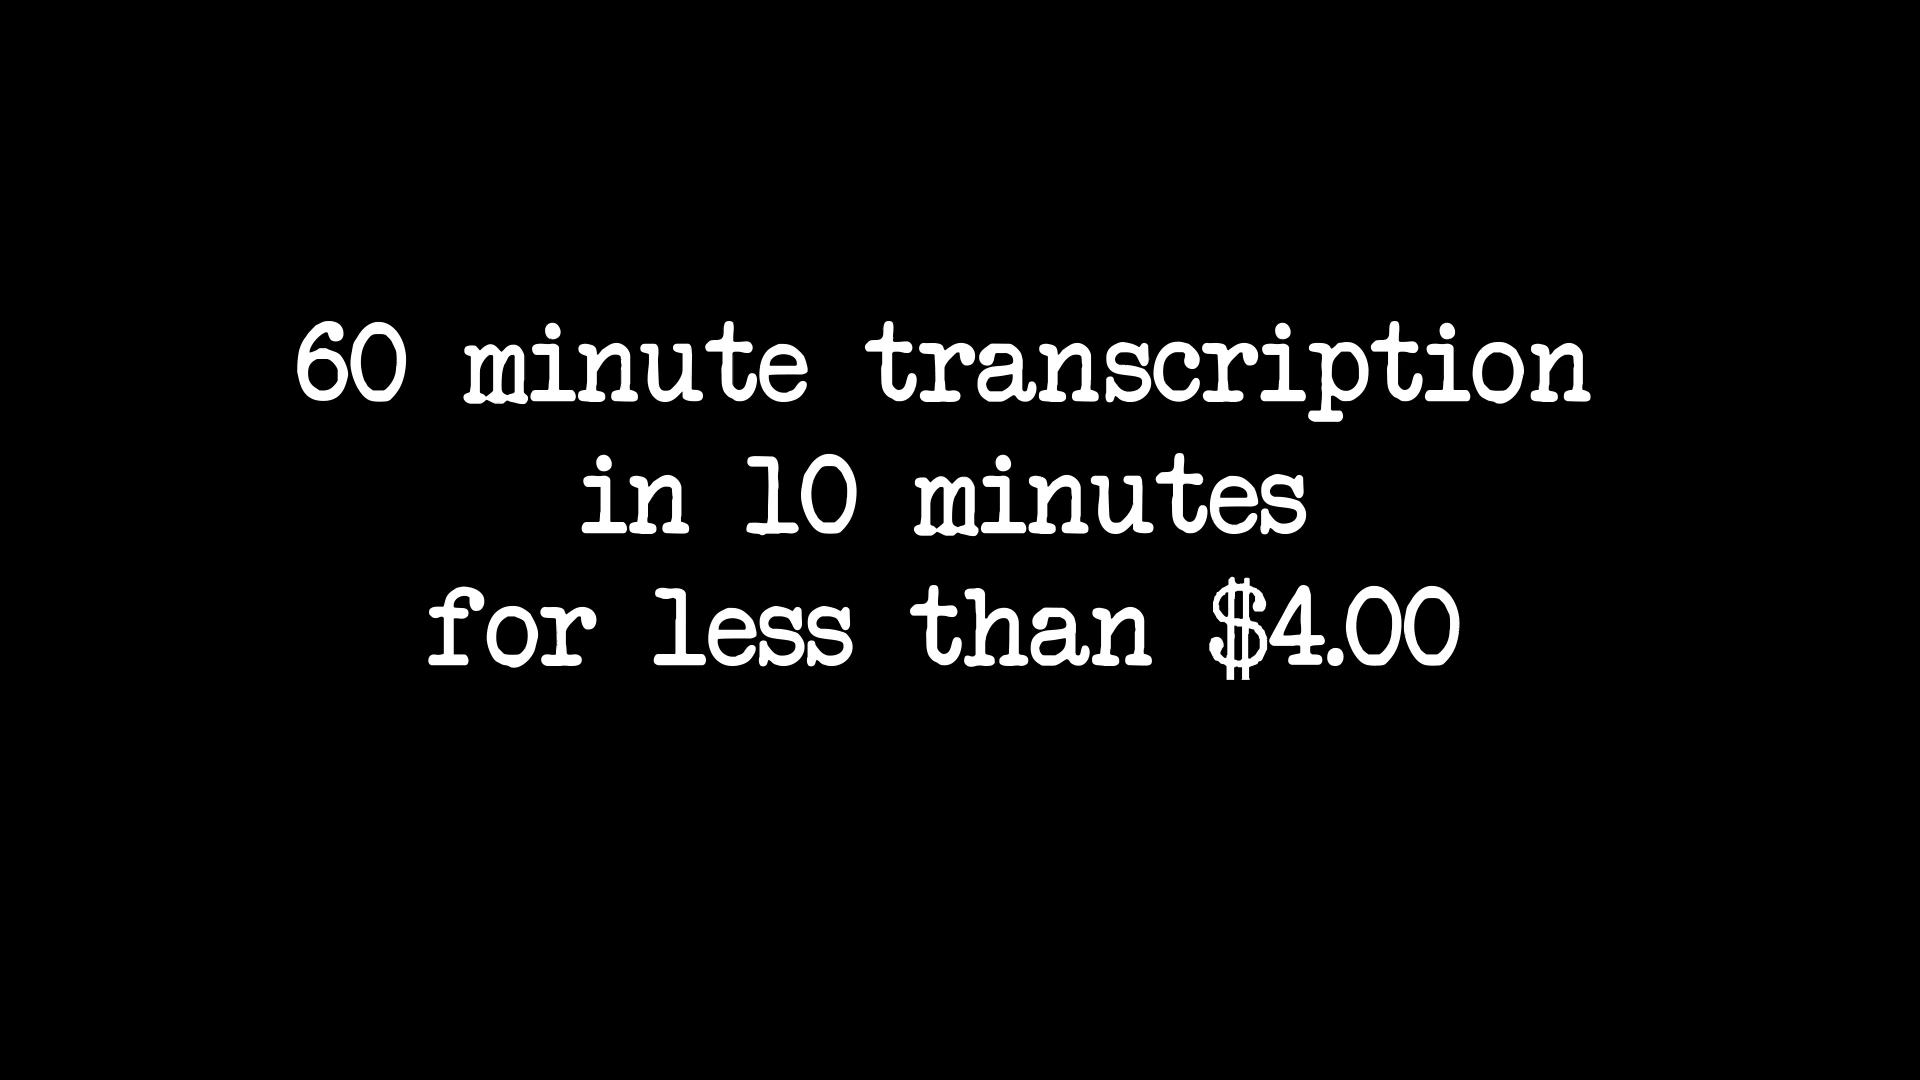 60 minute transcription
in 10 minutes
for less than $4.00